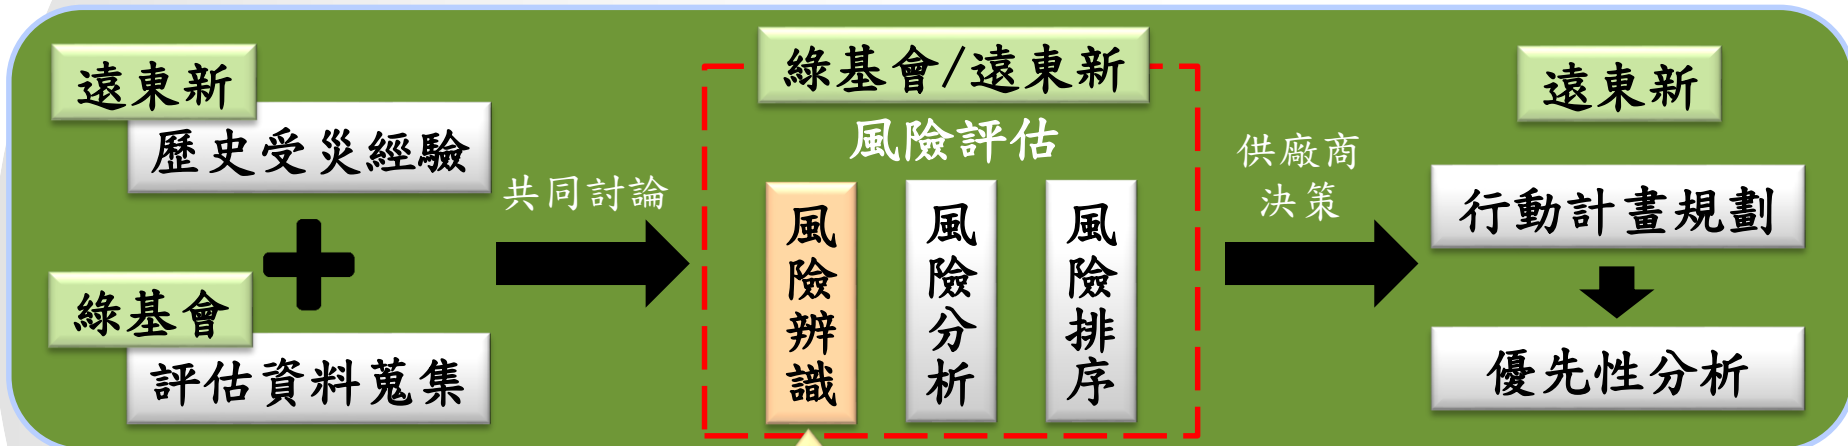 遠東新
歷史受災經驗
綠基會
評估資料蒐集
共同討論
綠基會/遠東新
風險評估
風險辨識
風險分析
風險排序
供廠商
決策
遠東新
行動計畫規劃
優先性分析